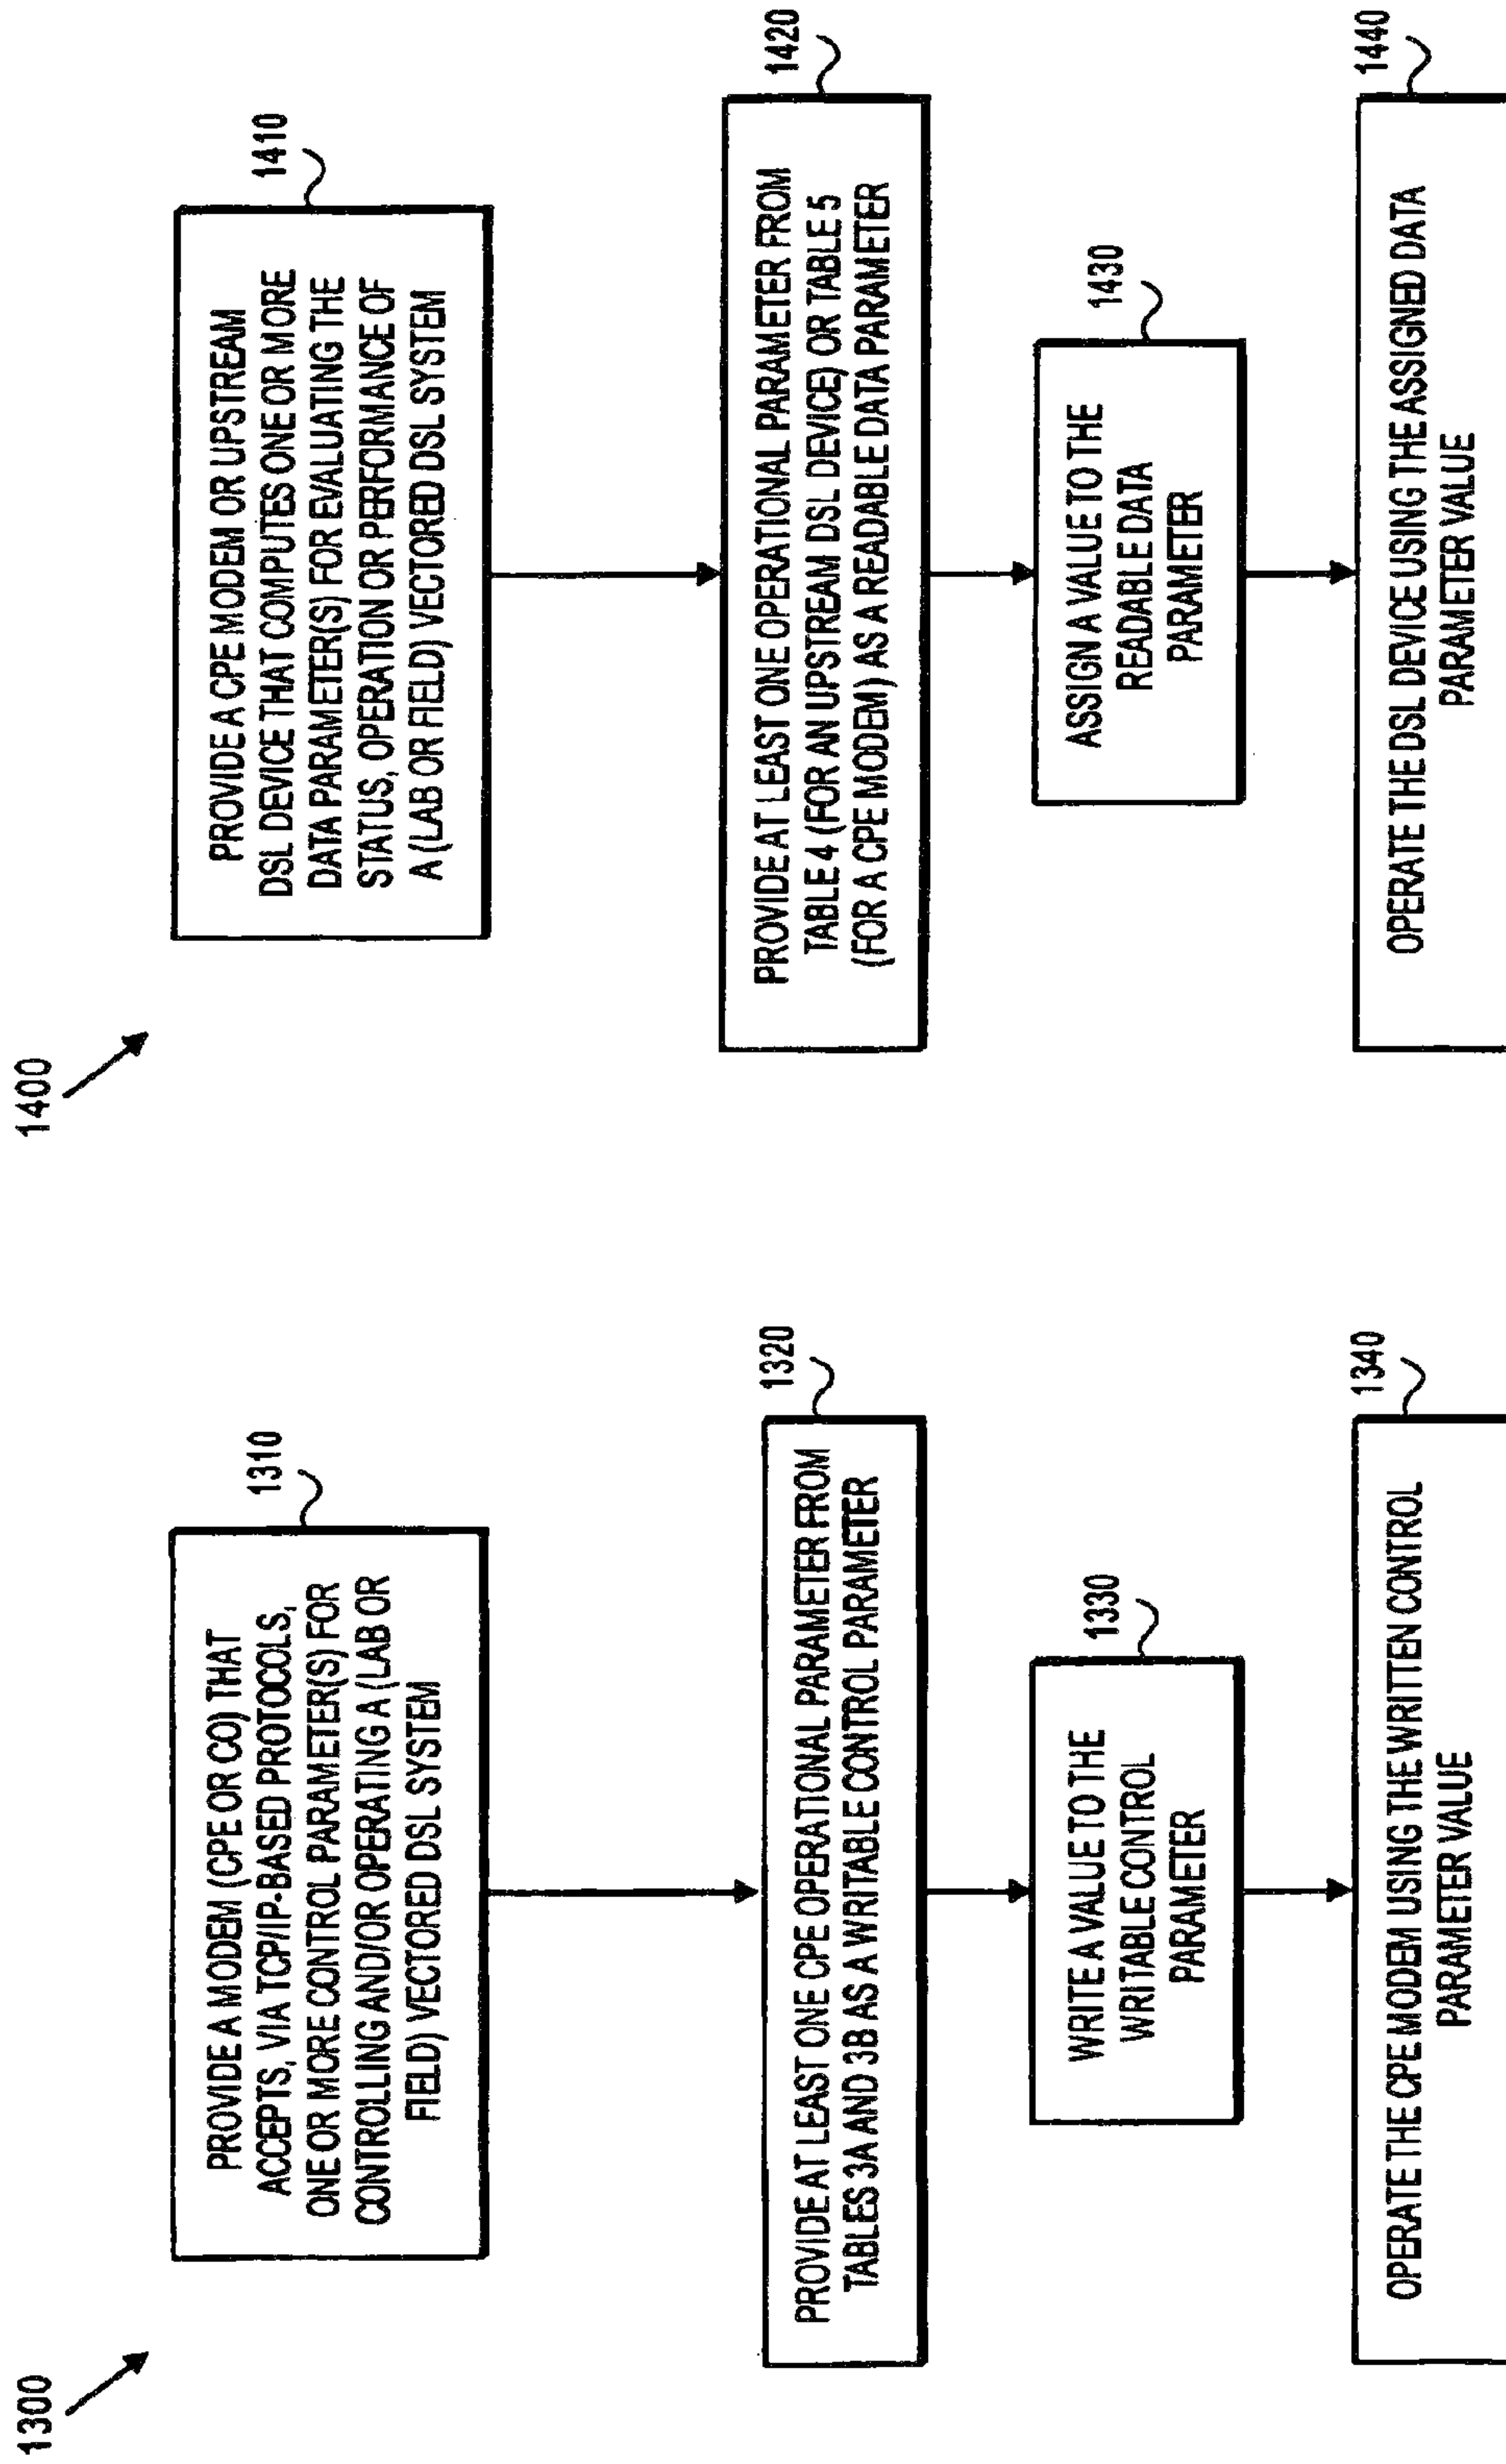 1300
PROVIDE A MODEM (CPE OR CO) THAT
ACCEPTS, VIA TCP/IP-BASED PROTOCOLS,
ONE OR MORE CONTROL PARAMETER(S) FOR
CONTROLLING AND/OR OPERATING A (LAB OR
FIELD) VECTORED DSL SYSTEM
1310
PROVIDE AT LEAST ONE CPE OPERATIONAL PARAMETER FROM
TABLES 3A AND 3B AS A WRITABLE CONTROL PARAMETER
1320
WRITE A VALUE TO THE
WRITABLE CONTROL
PARAMETER
1330
OPERATE THE CPE MODEM USING THE WRITTEN CONTROL
PARAMETER VALUE
1340
1400
PROVIDE A CPE MODEM OR UPSTREAM
DSL DEVICE THAT COMPUTES ONE OR MORE
DATA PARAMETER(S) FOR EVALUATING THE
STATUS, OPERATION OR PERFORMANCE OF
A (LAB OR FIELD) VECTORED DSL SYSTEM
1410
PROVIDE AT LEAST ONE OPERATIONAL PARAMETER FROM
TABLE 4 (FOR AN UPSTREAM DSL DEVICE) OR TABLE 5
(FOR A CPE MODEM) AS A READABLE DATA PARAMETER
1420
ASSIGN A VALUE TO THE
READABLE DATA
PARAMETER
1430
OPERATE THE DSL DEVICE USING THE ASSIGNED DATA
PARAMETER VALUE
1440